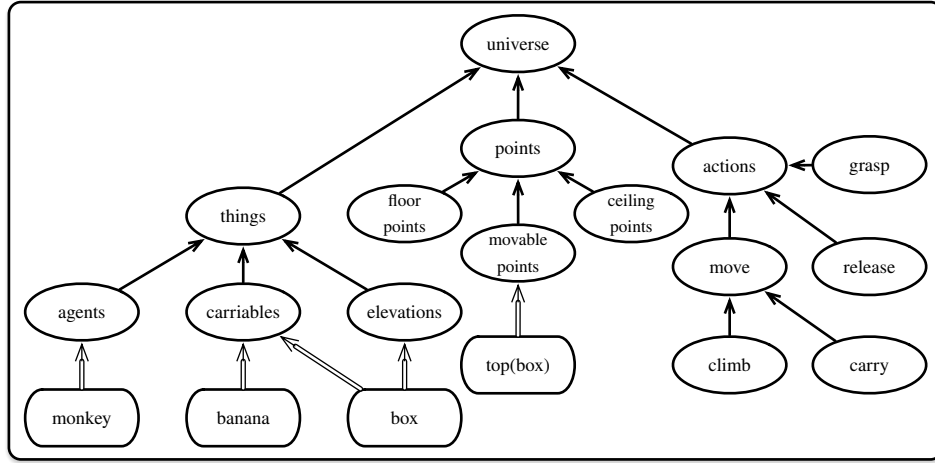 universe
points
actions
grasp
things
floor
points
ceiling
points
movable
points
move
release
agents
carriables
elevations
top(box)
climb
carry
monkey
banana
box